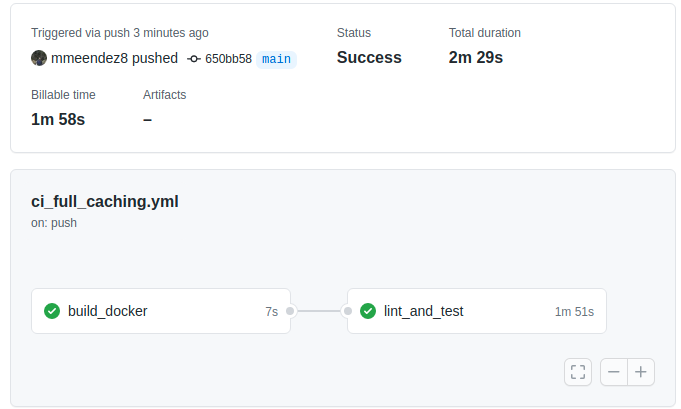 Triggered via push 3 minutes ago
mmeendez8 pushed 650bb58 main
Status
Success
Total duration
2m 29s
Billable time
1m 58s
Artifacts
–
ci_full_caching.yml
on: push
build_docker 7s
lint_and_test 1m 51s